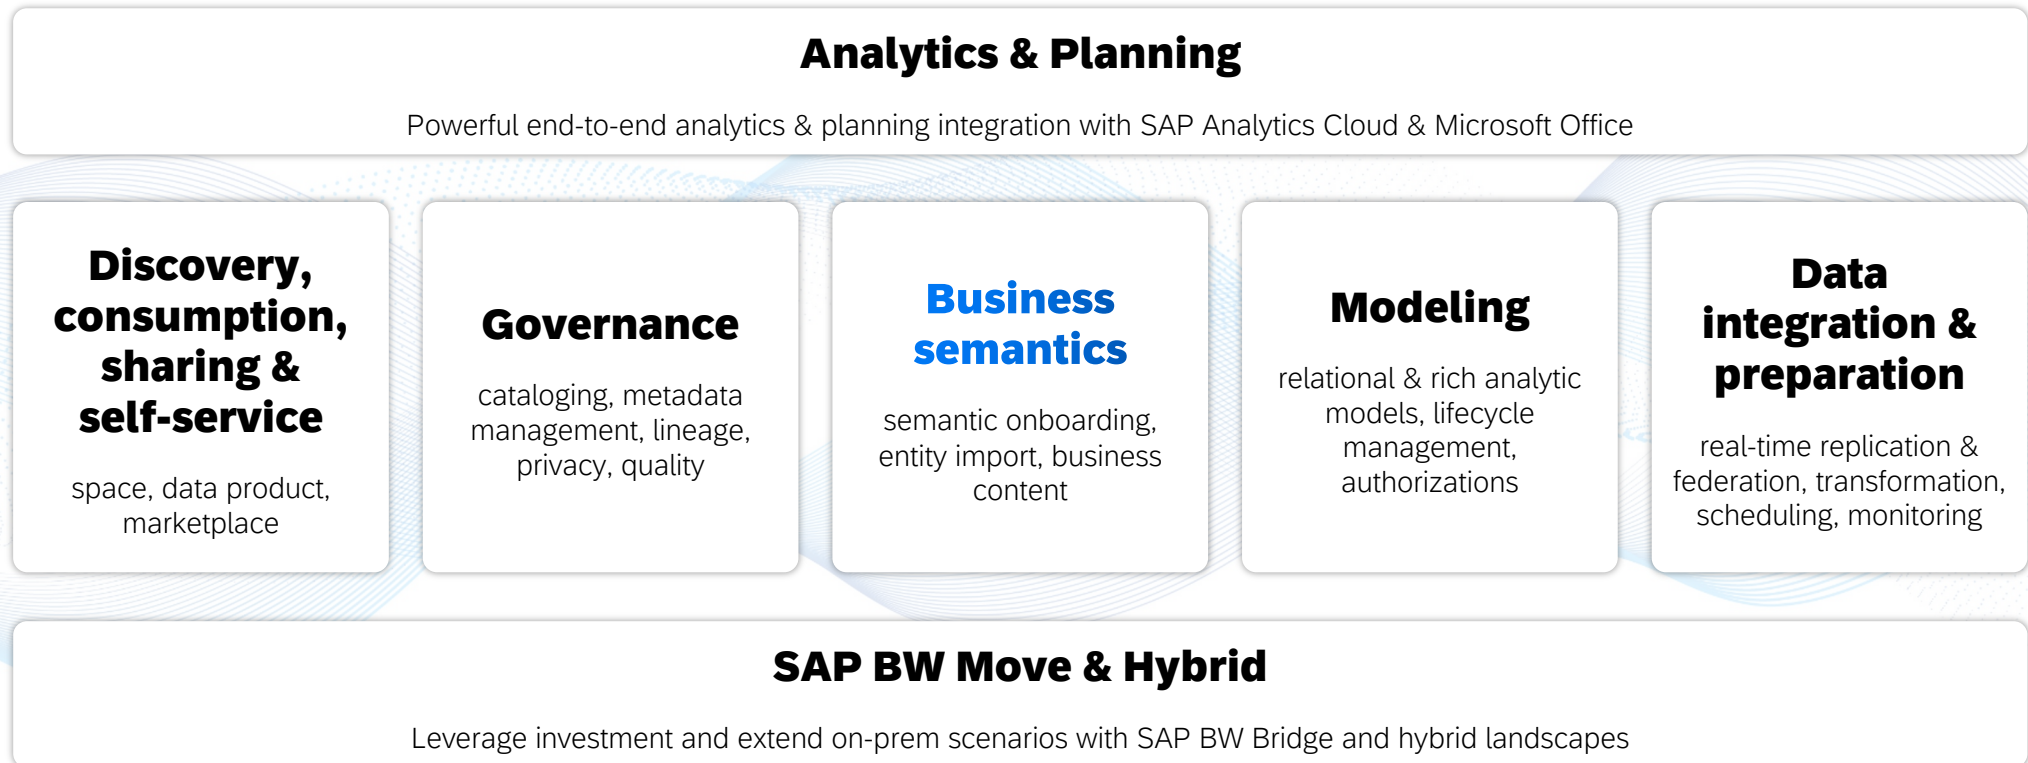 Analytics & Planning
Powerful end-to-end analytics & planning integration with SAP Analytics Cloud & Microsoft Office
Discovery,
consumption,
sharing &
self-service
space, data product,
marketplace
Governance
cataloging, metadata
management, lineage,
privacy, quality
Business
semantics
semantic onboarding,
entity import, business
content
Modeling
relational & rich analytic
models, lifecycle
management,
authorizations
Data
integration &
preparation
real-time replication &
federation, transformation,
scheduling, monitoring
SAP BW Move & Hybrid
Leverage investment and extend on-prem scenarios with SAP BW Bridge and hybrid landscapes